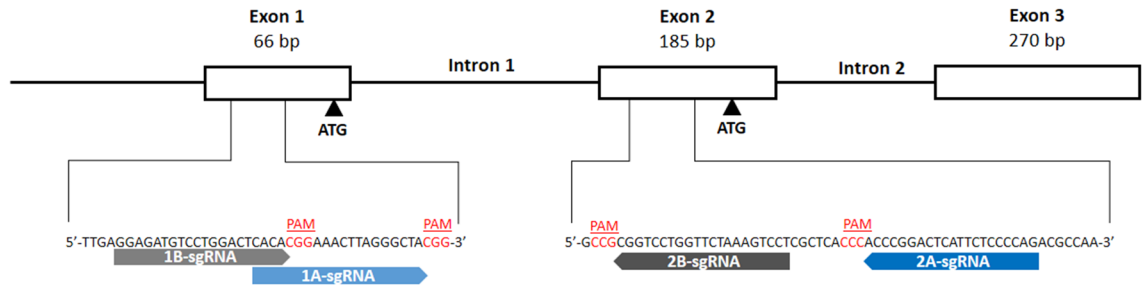 Exon 1
66 bp
Exon 2
185 bp
Exon 3
270 bp
Intron 1
Intron 2
ATG
ATG
PAM
PAM
PAM
PAM
5’-TTGAGGAGATGTCCTGGACTCACACGGAAACTTAGGGCTACGG-3’
5’-GCCGCGGTCCTGGTTCTAAAGTCCTCGCTCACCCACCCGGACTCATTCTCCCCAGACGCCAA-3’
1B-sgRNA
1A-sgRNA
2B-sgRNA
2A-sgRNA